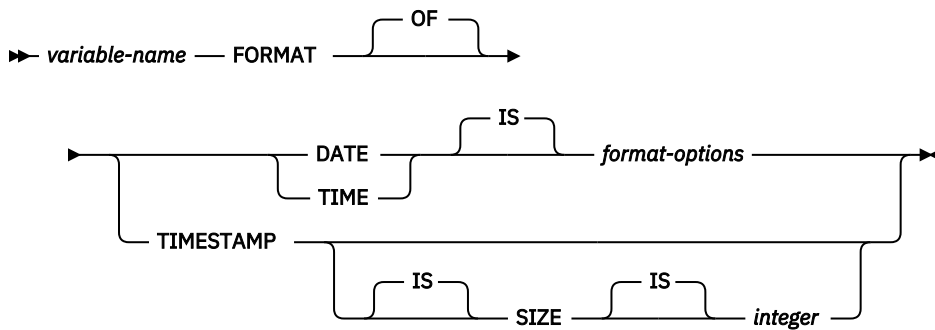 OF
variable-name FORMAT
IS
DATE format-options
TIME
TIMESTAMP
IS IS
SIZE integer